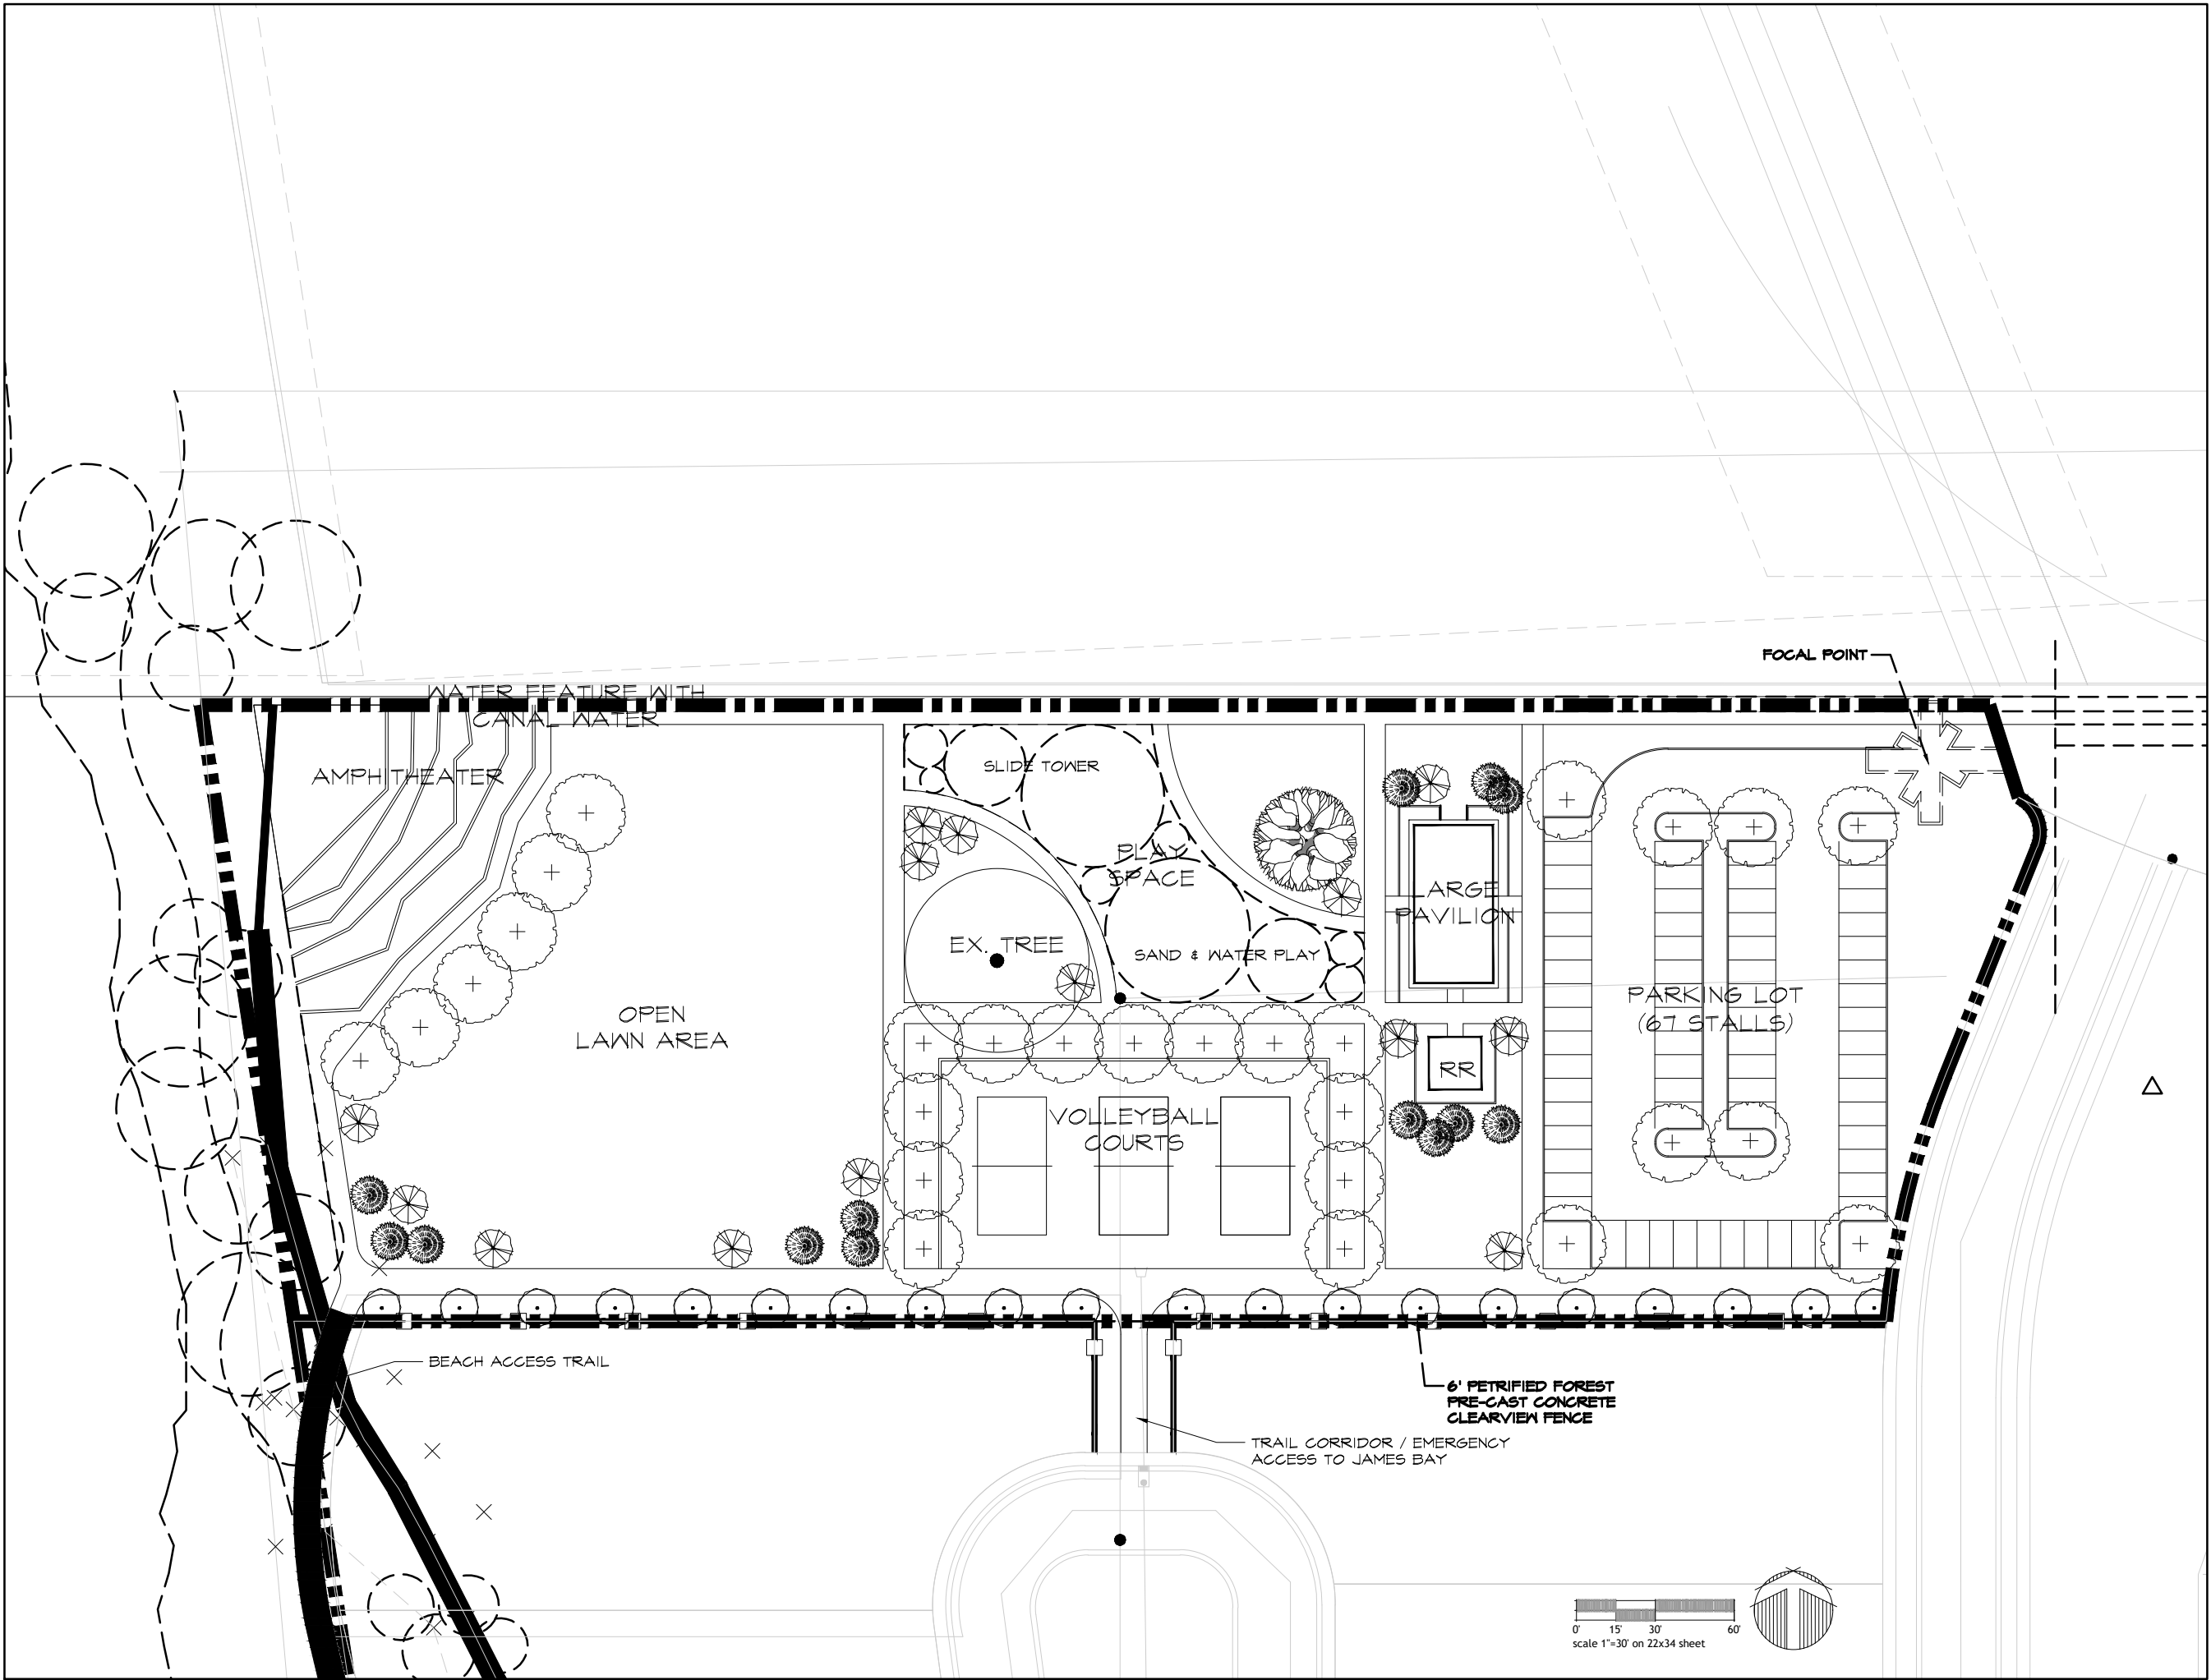 FOCAL POINT
WATER FEATURE WITH
CANAL WATER
AMPHITHEATER
SLIDE TOWER
PLAY
SPACE
LARGE
PAVILION
EX. TREE
SAND & WATER PLAY
OPEN
LAWN AREA
PARKING LOT
(67 STALLS)
RR
VOLLEYBALL
COURTS
BEACH ACCESS TRAIL
6' PETRIFIED FOREST
PRE-CAST CONCRETE
CLEARVIEW FENCE
TRAIL CORRIDOR / EMERGENCY
ACCESS TO JAMES BAY
0' 15' 30' 60'
scale 1"=30' on 22x34 sheet